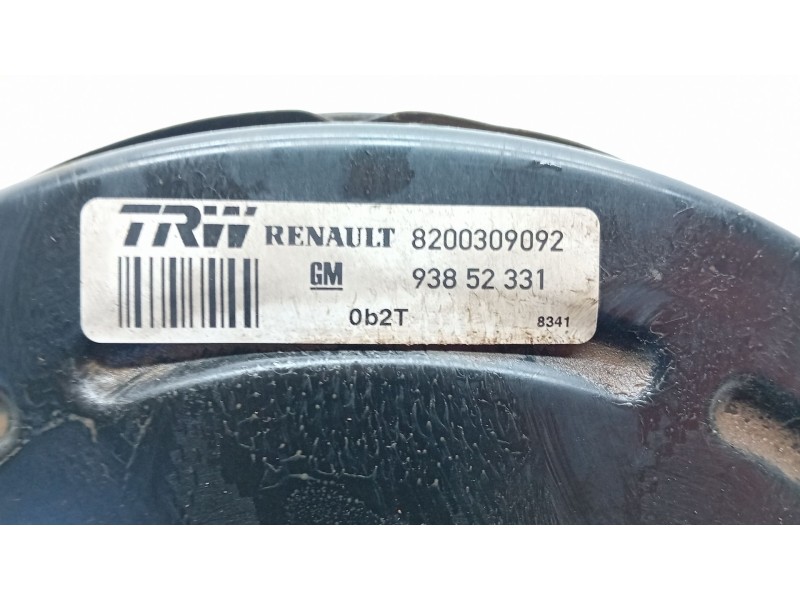 TRW RENAULT 8200309092
GM 938 52 331
0b2T 8341